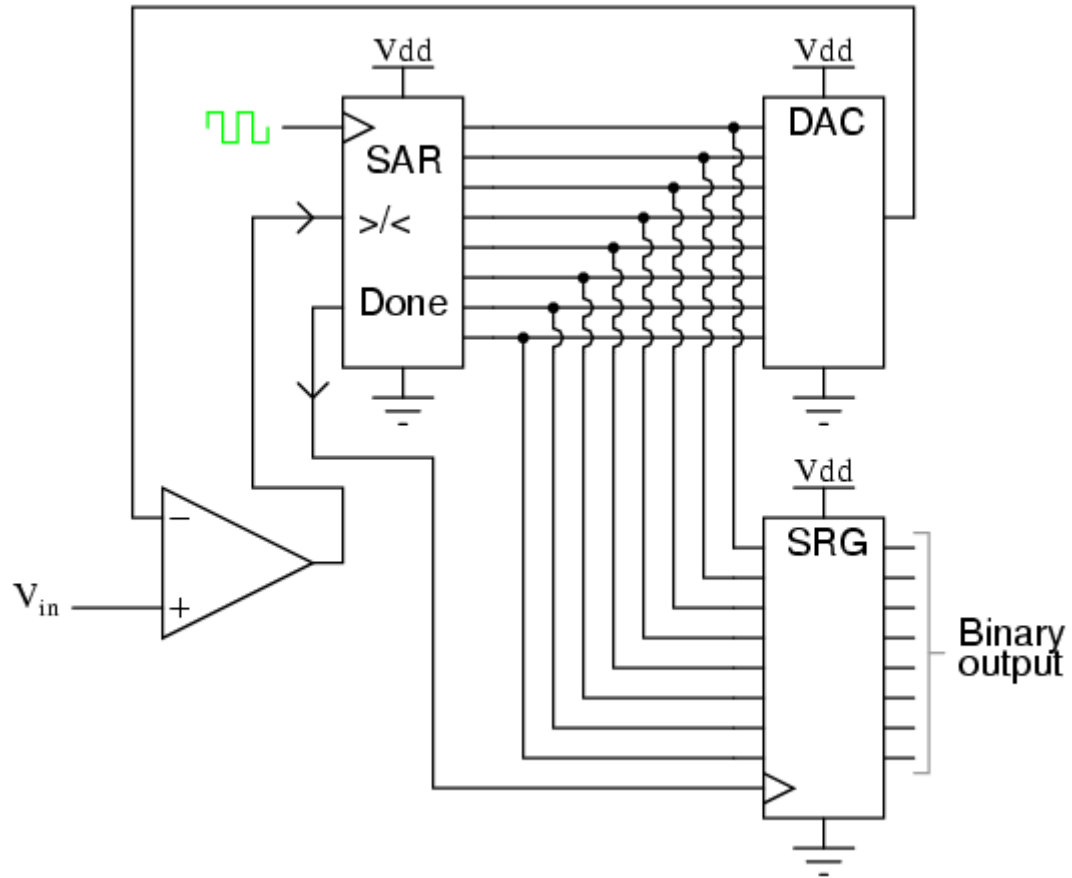 Vdd
Vdd
SAR
DAC
>/<
Done
Vdd
SRG
−
+
Vin
Binary
output